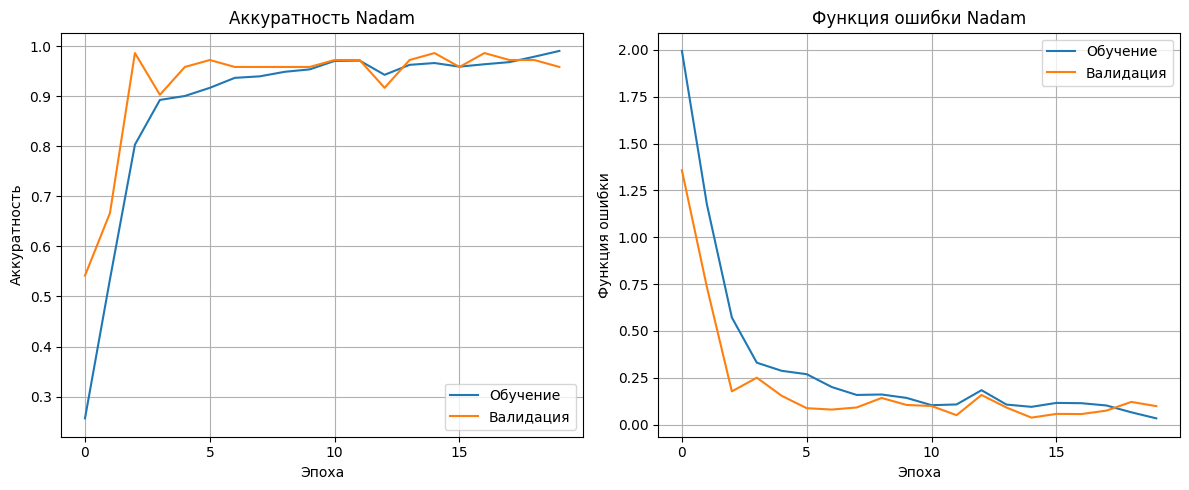 Аккуратность Nadam
Аккуратность
1.0
0.9
0.8
0.7
0.6
0.5
0.4
0.3
0
5
10
15
Эпоха
Обучение
Валидация
Функция ошибки Nadam
Функция ошибки
2.00
1.75
1.50
1.25
1.00
0.75
0.50
0.25
0.00
0
5
10
15
Эпоха
Обучение
Валидация